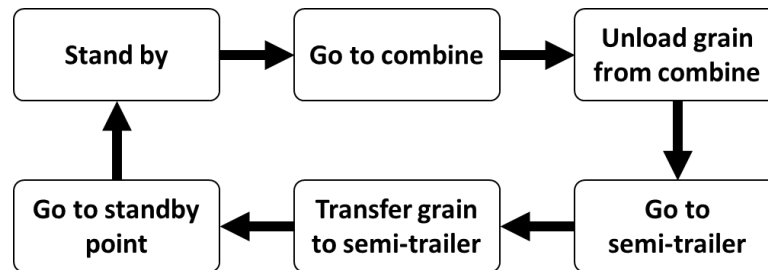 Stand by
Go to combine
Unload grain
from combine
Go to standby
point
Transfer grain
to semi-trailer
Go to
semi-trailer